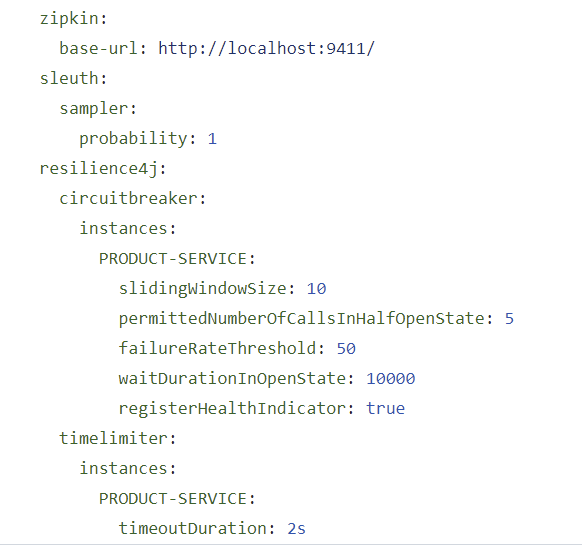 zipkin:
base-url: http://localhost:9411/
sleuth:
sampler:
probability: 1
resilience4j:
circuitbreaker:
instances:
PRODUCT-SERVICE:
slidingWindowSize: 10
permittedNumberOfCallsInHalfOpenState: 5
failureRateThreshold: 50
waitDurationInOpenState: 10000
registerHealthIndicator: true
timelimiter:
instances:
PRODUCT-SERVICE:
timeoutDuration: 2s